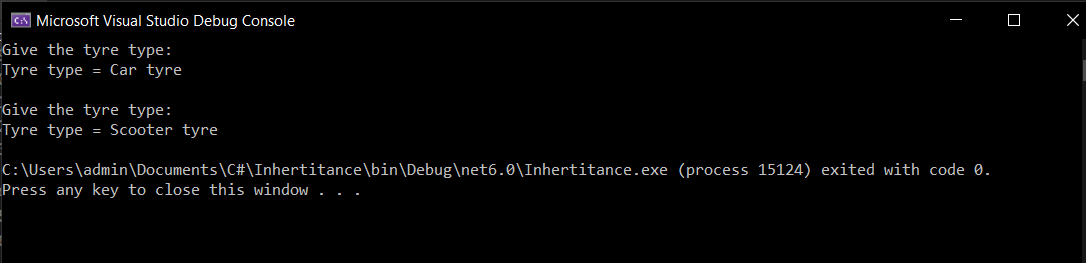 Microsoft Visual Studio Debug Console
Give the tyre type:
Tyre type = Car tyre
Give the tyre type:
Tyre type = Scooter tyre
C:\Users\admin\Documents\C#\Inhertitance\bin\Debug\net6.0\Inhertitance.exe (process 15124) exited with code 0.
Press any key to close this window . . .